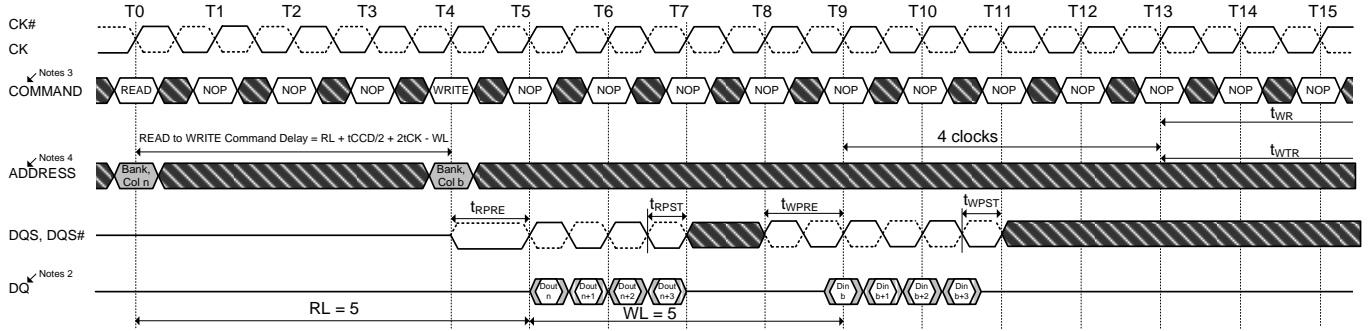 T0 T1 T2 T3 T4 T5 T6 T7 T8 T9 T10 T11 T12 T13 T14 T15
CK#
CK
Notes 3
COMMAND
READ NOP NOP NOP WRITE NOP NOP NOP NOP NOP NOP NOP NOP NOP NOP NOP
tWR
READ to WRITE Command Delay = RL + tCCD/2 + 2tCK - WL
4 clocks
Notes 4
ADDRESS
Bank, Col n
Bank, Col b
tWTR
tRPRE tRPST tWPRE tWPST
DQS, DQS#
Notes 2
DQ
Dout n
Dout n+1
Dout n+2
Dout n+3
Din b
Din b+1
Din b+2
Din b+3
RL = 5
WL = 5